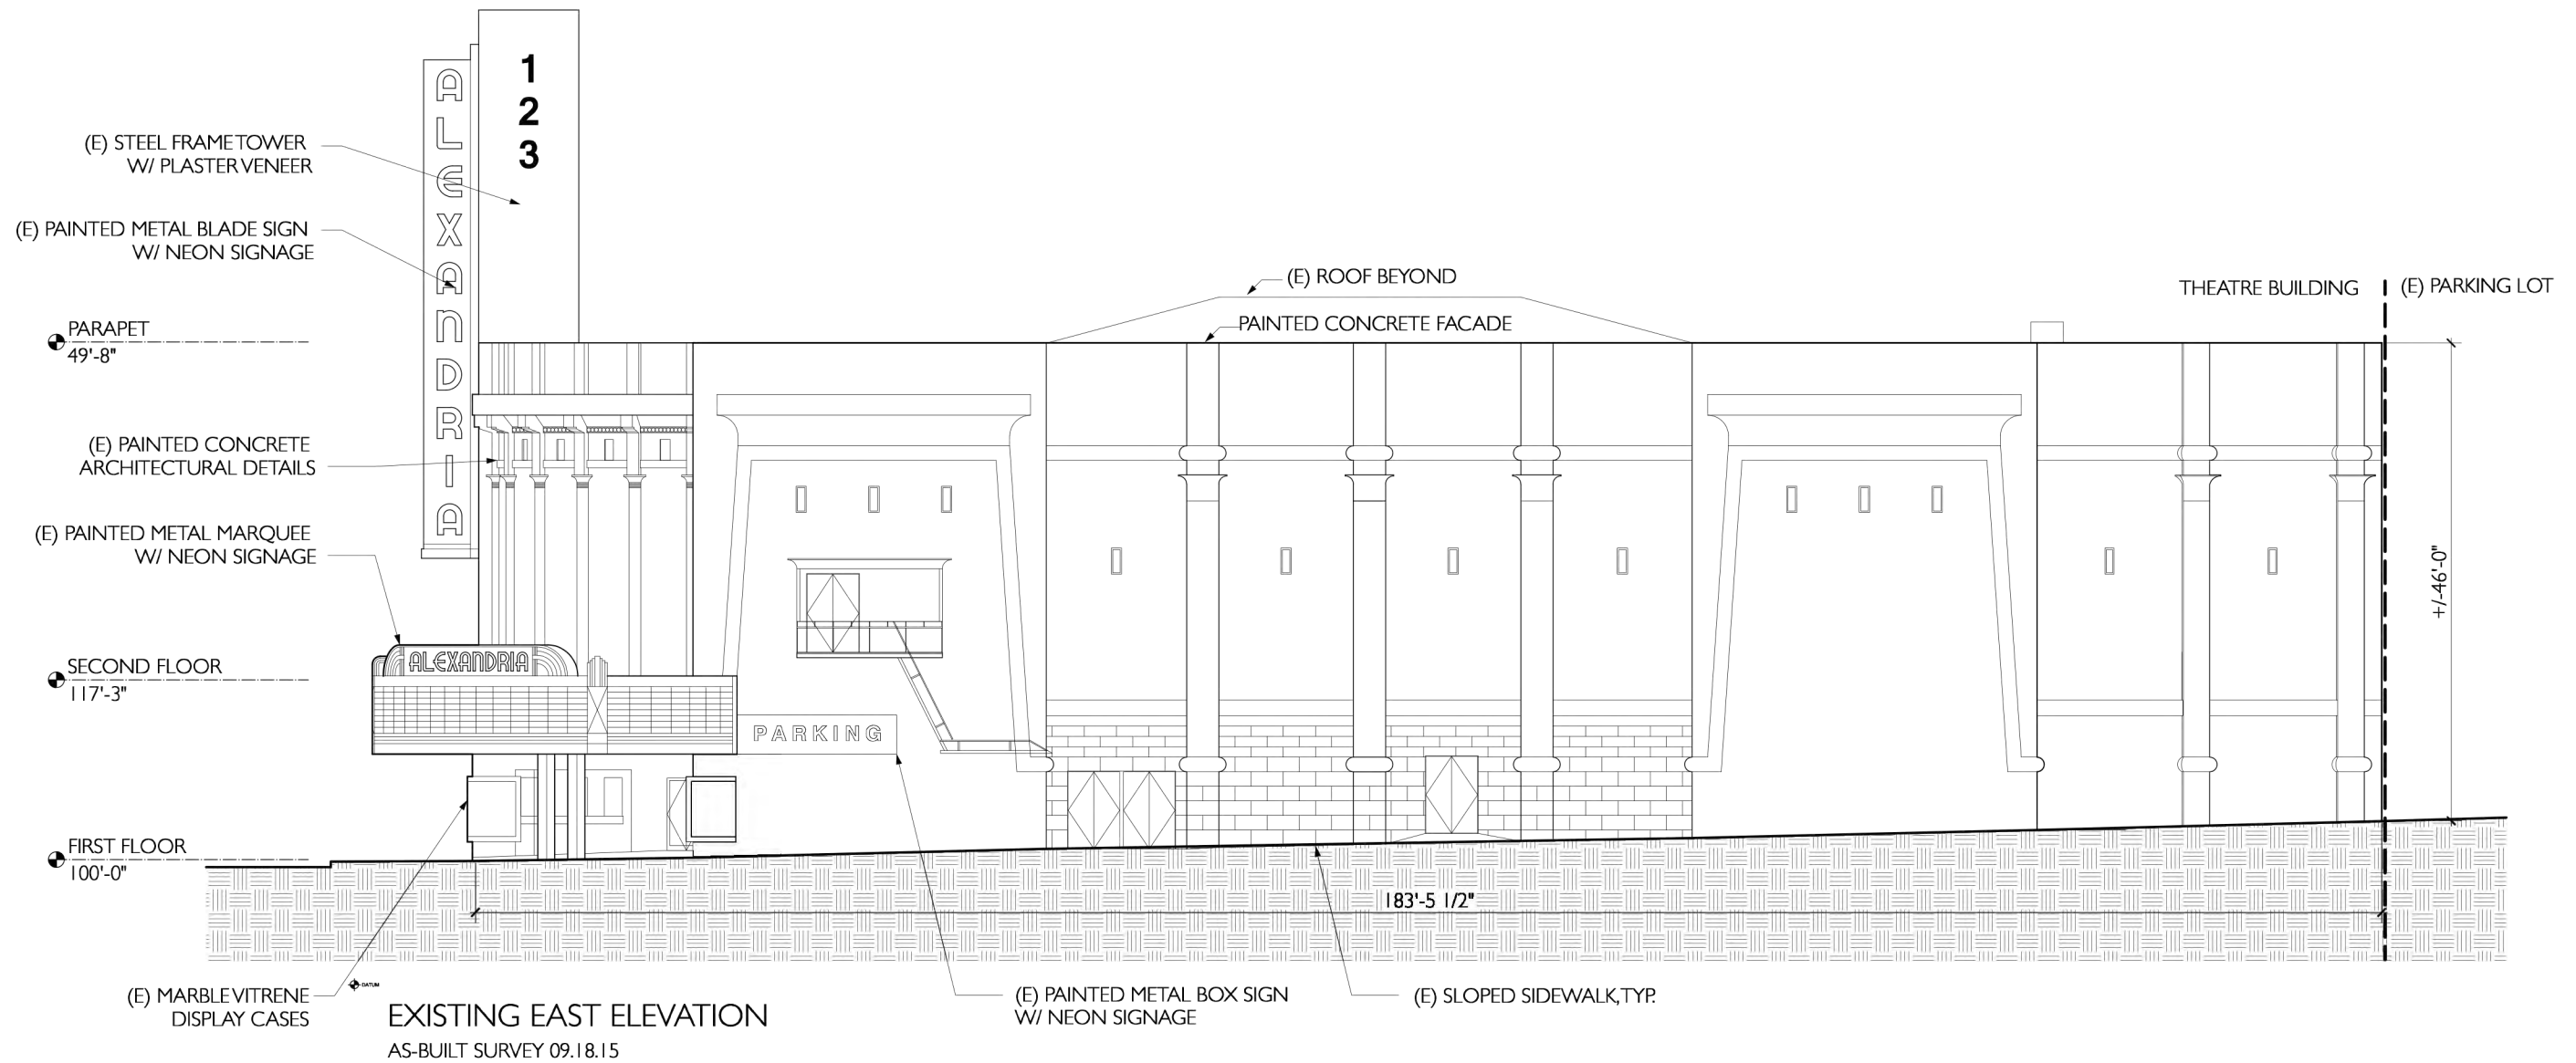 1
2
3
ALEXANDRIA
(E) STEEL FRAME TOWER
W/ PLASTER VENEER
(E) PAINTED METAL BLADE SIGN
W/ NEON SIGNAGE
(E) ROOF BEYOND
THEATRE BUILDING
(E) PARKING LOT
PAINTED CONCRETE FACADE
PARAPET
49'-8"
(E) PAINTED CONCRETE
ARCHITECTURAL DETAILS
(E) PAINTED METAL MARQUEE
W/ NEON SIGNAGE
+/-46'-0"
ALEXANDRIA
SECOND FLOOR
117'-3"
PARKING
FIRST FLOOR
100'-0"
183'-5 1/2"
(E) MARBLE VITRENE
DISPLAY CASES
DATUM
(E) PAINTED METAL BOX SIGN
W/ NEON SIGNAGE
(E) SLOPED SIDEWALK, TYP.
EXISTING EAST ELEVATION
AS-BUILT SURVEY 09.18.15